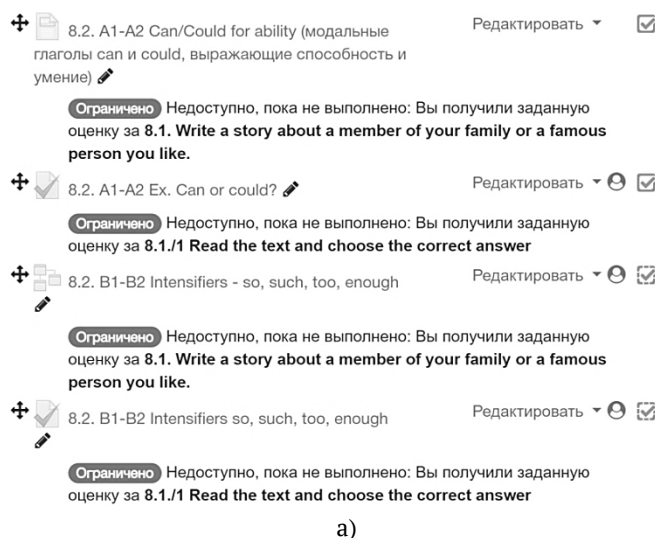 8.2. A1-A2 Can/Could for ability (модальные Редактировать
глаголы can и could, выражающие способность и
умение)
Ограничено Недоступно, пока не выполнено: Вы получили заданную
оценку за 8.1. Write a story about a member of your family or a famous
person you like.
8.2. A1-A2 Ex. Can or could? Редактировать
Ограничено Недоступно, пока не выполнено: Вы получили заданную
оценку за 8.1./1 Read the text and choose the correct answer
8.2. B1-B2 Intensifiers - so, such, too, enough Редактировать
Ограничено Недоступно, пока не выполнено: Вы получили заданную
оценку за 8.1. Write a story about a member of your family or a famous
person you like.
8.2. B1-B2 Intensifiers so, such, too, enough Редактировать
Ограничено Недоступно, пока не выполнено: Вы получили заданную
оценку за 8.1./1 Read the text and choose the correct answer
а)